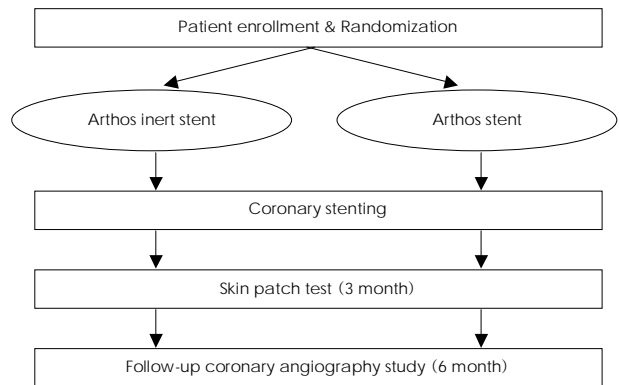 Patient enrollment & Randomization
Arthos inert stent
Arthos stent
Coronary stenting
Skin patch test (3 month)
Follow-up coronary angiography study (6 month)